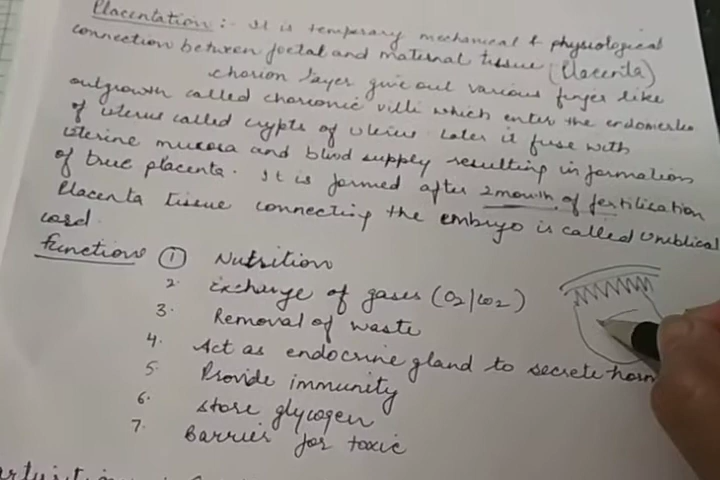 Placentation :- It is temporary mechanical & physiological
connection between foetal and maternal tissue (Placenta)
chorion layer give out various finger like
outgrowth called chorionic villi which enter the endometri
of uterus called crypts of uterus later it fuse with
uterine mucosa and blood supply resulting in formation
of true placenta. It is formed after 2 month of fertilisation
Placenta tissue connecting the embryo is called Umblical
cord.
functions ① Nutrition
2. Exchange of gases (O2/CO2)
3. Removal of waste
4. Act as endocrine gland to secrete horm
5. Provide immunity
6. Store glycogen
7. Barrier for toxic